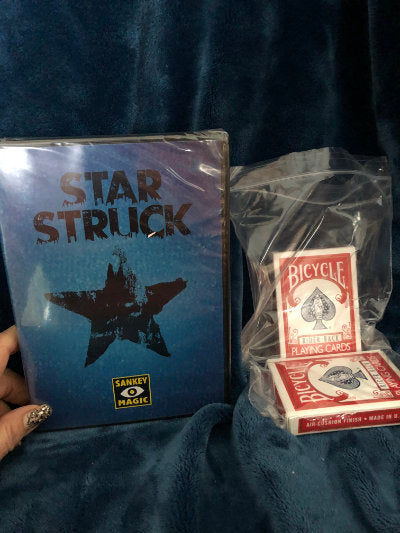 STAR
STRUCK
SANKEY
MAGIC
BICYCLE
RIDER BACK
PLAYING CARDS
BICYCLE
AIR-CUSHION FINISH • MADE IN U.